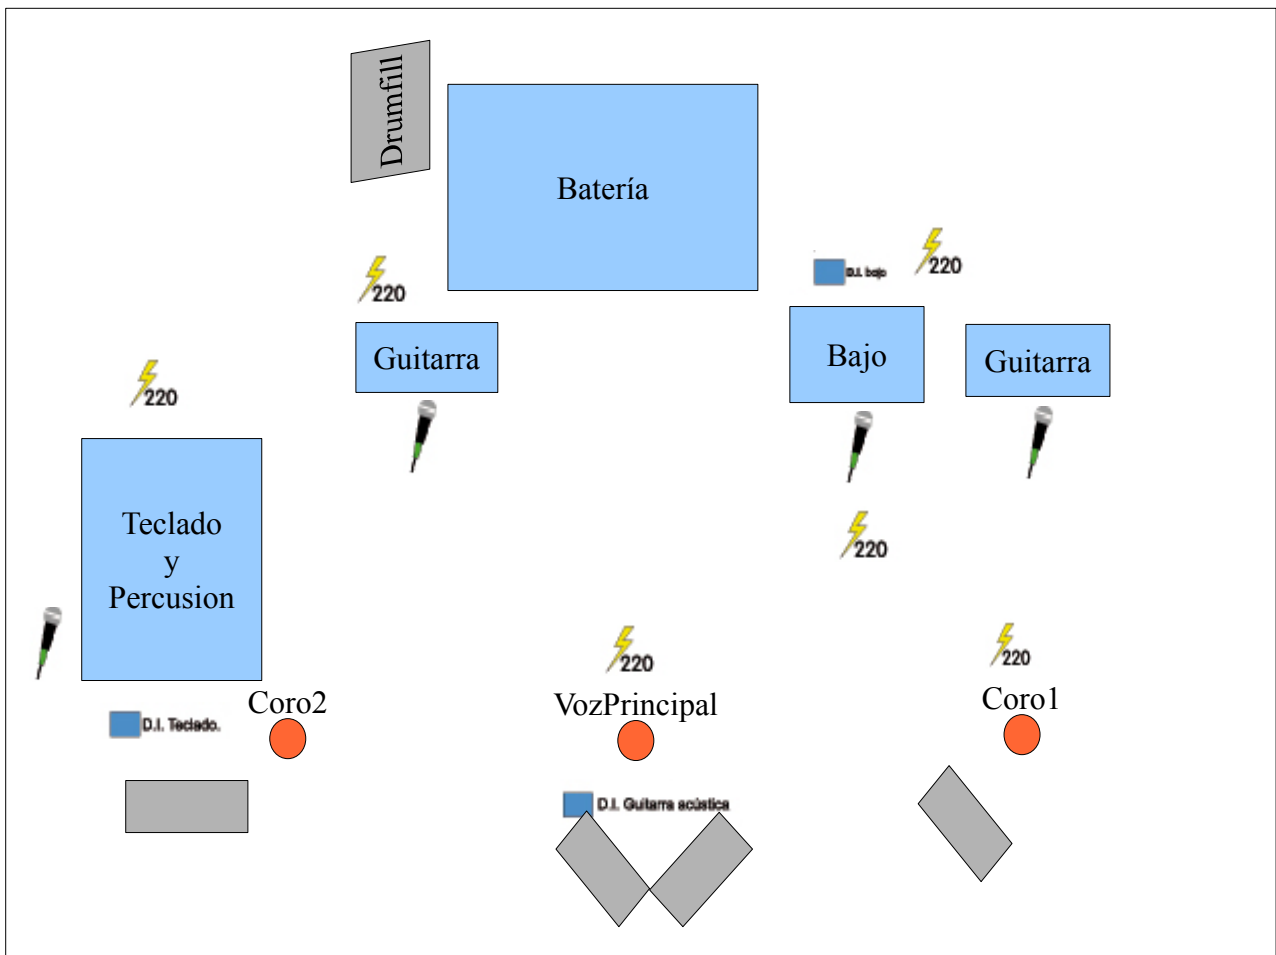 Drumfill
Batería
220
D.I. bajo
220
Guitarra
Bajo
Guitarra
220
Teclado
y
Percusion
220
220
220
Coro2
VozPrincipal
Coro1
D.I. Teclado.
D.I. Guitarra acústica